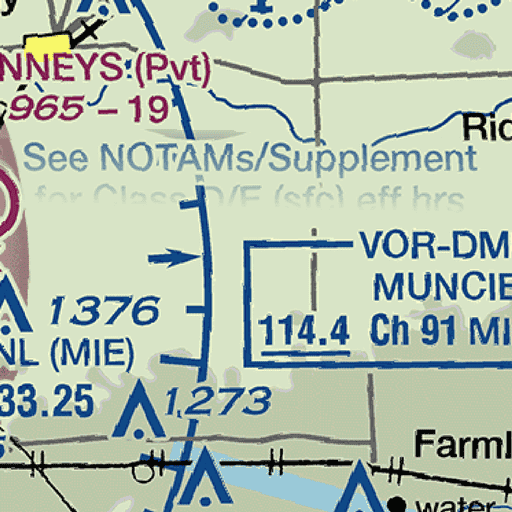 NNEYS (Pvt)
965 – 19
Rid
See NOTAMs/Supplement
for Class D/E (sfc) eff hrs
VOR-DM
MUNCIE
1376
114.4 Ch 91 MI
NL (MIE)
33.25
1273
Farml
water